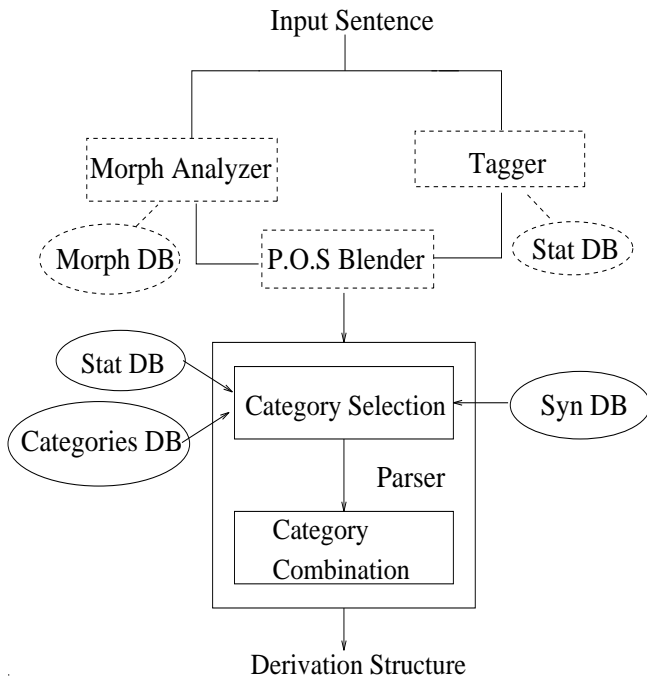 Input Sentence
Morph Analyzer
Tagger
Morph DB
P.O.S Blender
Stat DB
Stat DB
Category Selection
Syn DB
Categories DB
Parser
Category
Combination
Derivation Structure